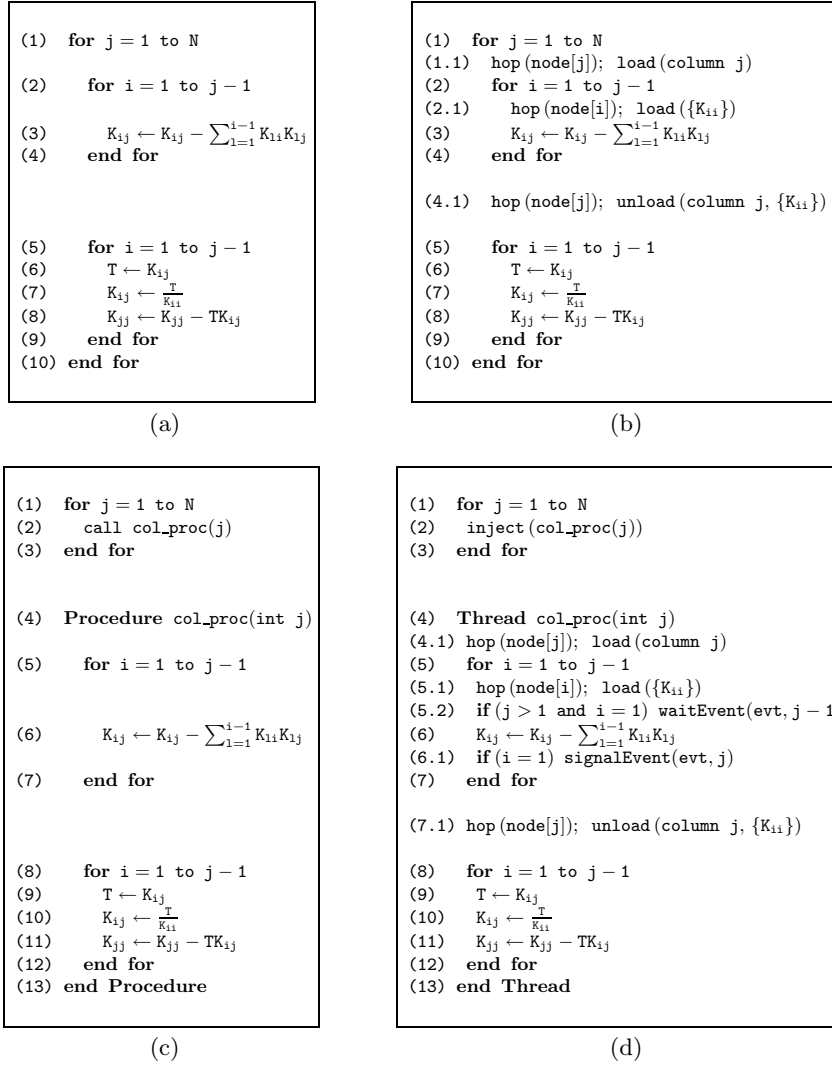 (1) for j = 1 to N
(2) for i = 1 to j − 1
(3) K_ij ← K_ij − ∑_{l=1}^{i−1} K_li K_lj
(4) end for
(5) for i = 1 to j − 1
(6) T ← K_ij
(7) K_ij ← T/K_ii
(8) K_jj ← K_jj − TK_ij
(9) end for
(10) end for
(a)
(1) for j = 1 to N
(1.1) hop (node[j]); load (column j)
(2) for i = 1 to j − 1
(2.1) hop (node[i]); load ({K_ii})
(3) K_ij ← K_ij − ∑_{l=1}^{i−1} K_li K_lj
(4) end for
(4.1) hop (node[j]); unload (column j, {K_ii})
(5) for i = 1 to j − 1
(6) T ← K_ij
(7) K_ij ← T/K_ii
(8) K_jj ← K_jj − TK_ij
(9) end for
(10) end for
(b)
(1) for j = 1 to N
(2) call col_proc(j)
(3) end for
(4) Procedure col_proc(int j)
(5) for i = 1 to j − 1
(6) K_ij ← K_ij − ∑_{l=1}^{i−1} K_li K_lj
(7) end for
(8) for i = 1 to j − 1
(9) T ← K_ij
(10) K_ij ← T/K_ii
(11) K_jj ← K_jj − TK_ij
(12) end for
(13) end Procedure
(c)
(1) for j = 1 to N
(2) inject (col_proc(j))
(3) end for
(4) Thread col_proc(int j)
(4.1) hop (node[j]); load (column j)
(5) for i = 1 to j − 1
(5.1) hop (node[i]); load ({K_ii})
(5.2) if (j > 1 and i = 1) waitEvent(evt, j − 1
(6) K_ij ← K_ij − ∑_{l=1}^{i−1} K_li K_lj
(6.1) if (i = 1) signalEvent(evt, j)
(7) end for
(7.1) hop (node[j]); unload (column j, {K_ii})
(8) for i = 1 to j − 1
(9) T ← K_ij
(10) K_ij ← T/K_ii
(11) K_jj ← K_jj − TK_ij
(12) end for
(13) end Thread
(d)